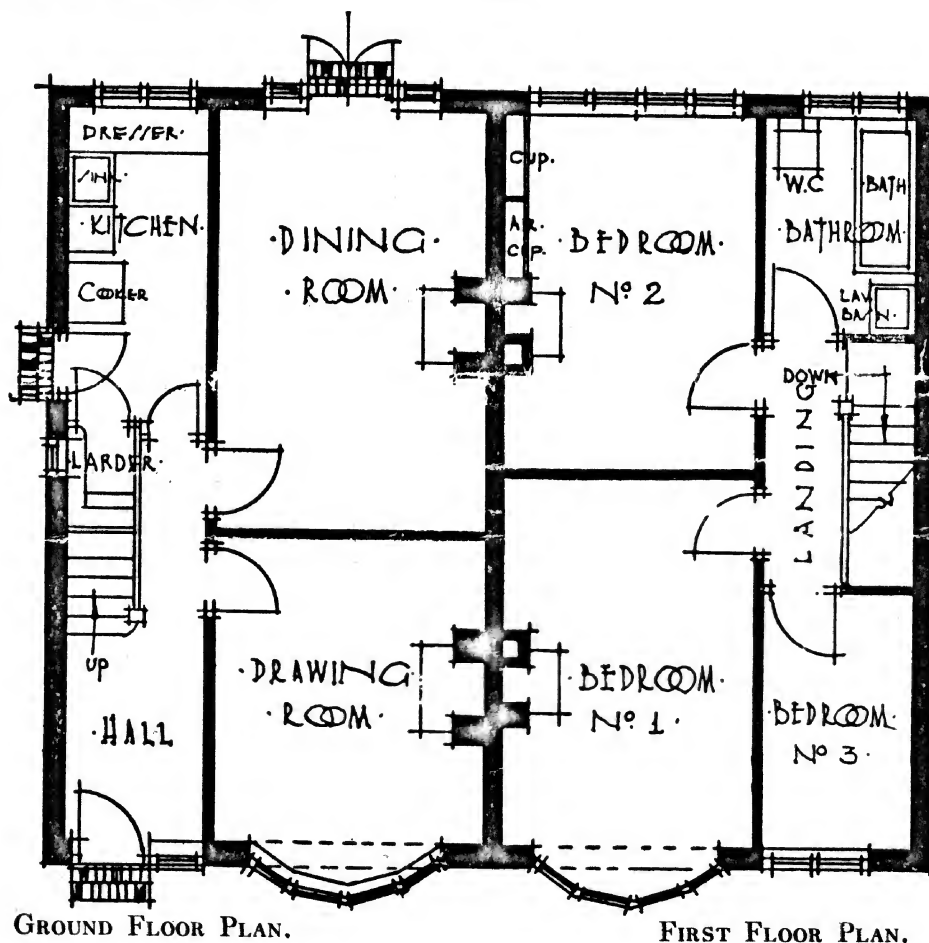 DRESSER.
SINK.
·KITCHEN·
COOKER
LARDER.
UP
·HALL
·DINING·
·ROOM·
·DRAWING·
·ROOM·
GROUND FLOOR PLAN.
CUP.
AR.
CUP.
·BEDROOM·
Nº 2
W.C
·BATH·
BATHROOM·
LAV.
BASIN.
DOWN
LANDING
·BEDROOM·
Nº 1·
·BEDROOM·
Nº 3·
FIRST FLOOR PLAN.